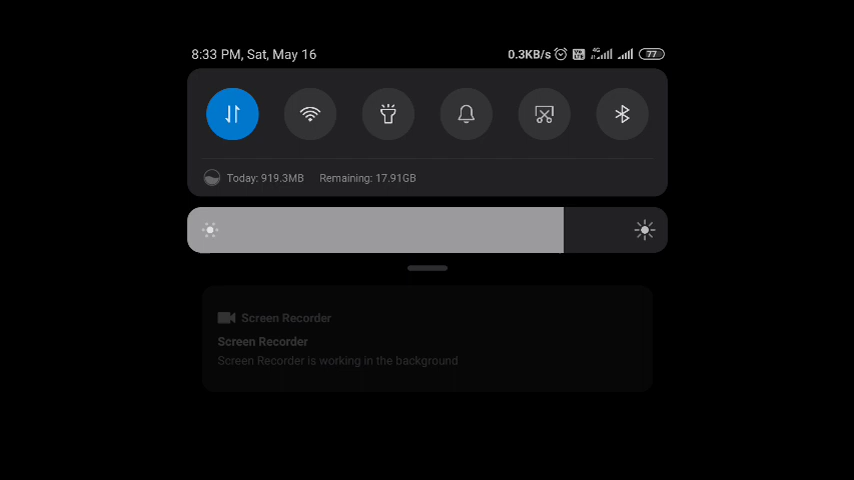 8:33 PM, Sat, May 16 0.3KB/s 4G 77
Today: 919.3MB Remaining: 17.91GB
Screen Recorder
Screen Recorder
Screen Recorder is working in the background